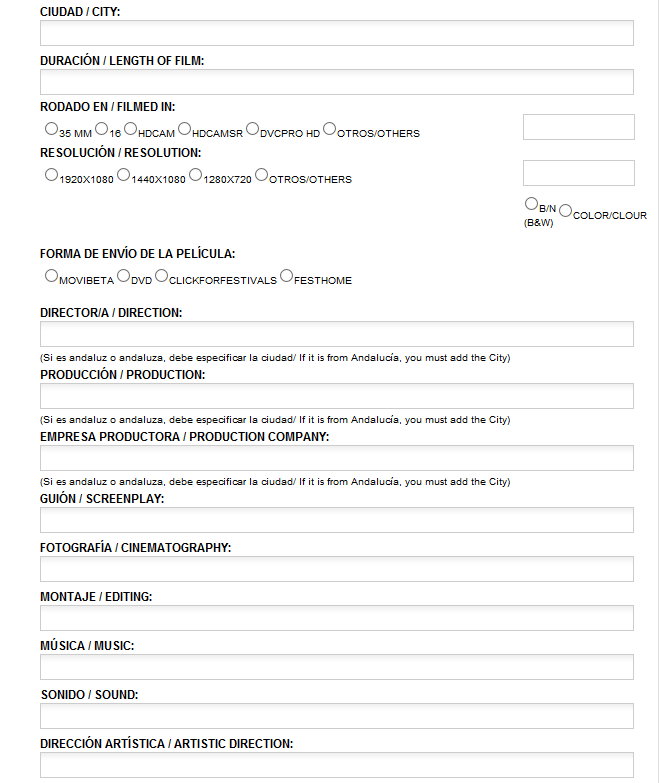 CIUDAD / CITY:
DURACIÓN / LENGTH OF FILM:
RODADO EN / FILMED IN:
35 MM 16 HDCAM HDCAMSR DVCPRO HD OTROS/OTHERS
RESOLUCIÓN / RESOLUTION:
1920X1080 1440X1080 1280X720 OTROS/OTHERS
B/N COLOR/CLOUR
(B&W)
FORMA DE ENVÍO DE LA PELÍCULA:
MOVIBETA DVD CLICKFORFESTIVALS FESTHOME
DIRECTOR/A / DIRECTION:
(Si es andaluz o andaluza, debe especificar la ciudad/ If it is from Andalucía, you must add the City)
PRODUCCIÓN / PRODUCTION:
(Si es andaluz o andaluza, debe especificar la ciudad/ If it is from Andalucía, you must add the City)
EMPRESA PRODUCTORA / PRODUCTION COMPANY:
(Si es andaluz o andaluza, debe especificar la ciudad/ If it is from Andalucía, you must add the City)
GUIÓN / SCREENPLAY:
FOTOGRAFÍA / CINEMATOGRAPHY:
MONTAJE / EDITING:
MÚSICA / MUSIC:
SONIDO / SOUND:
DIRECCIÓN ARTÍSTICA / ARTISTIC DIRECTION: